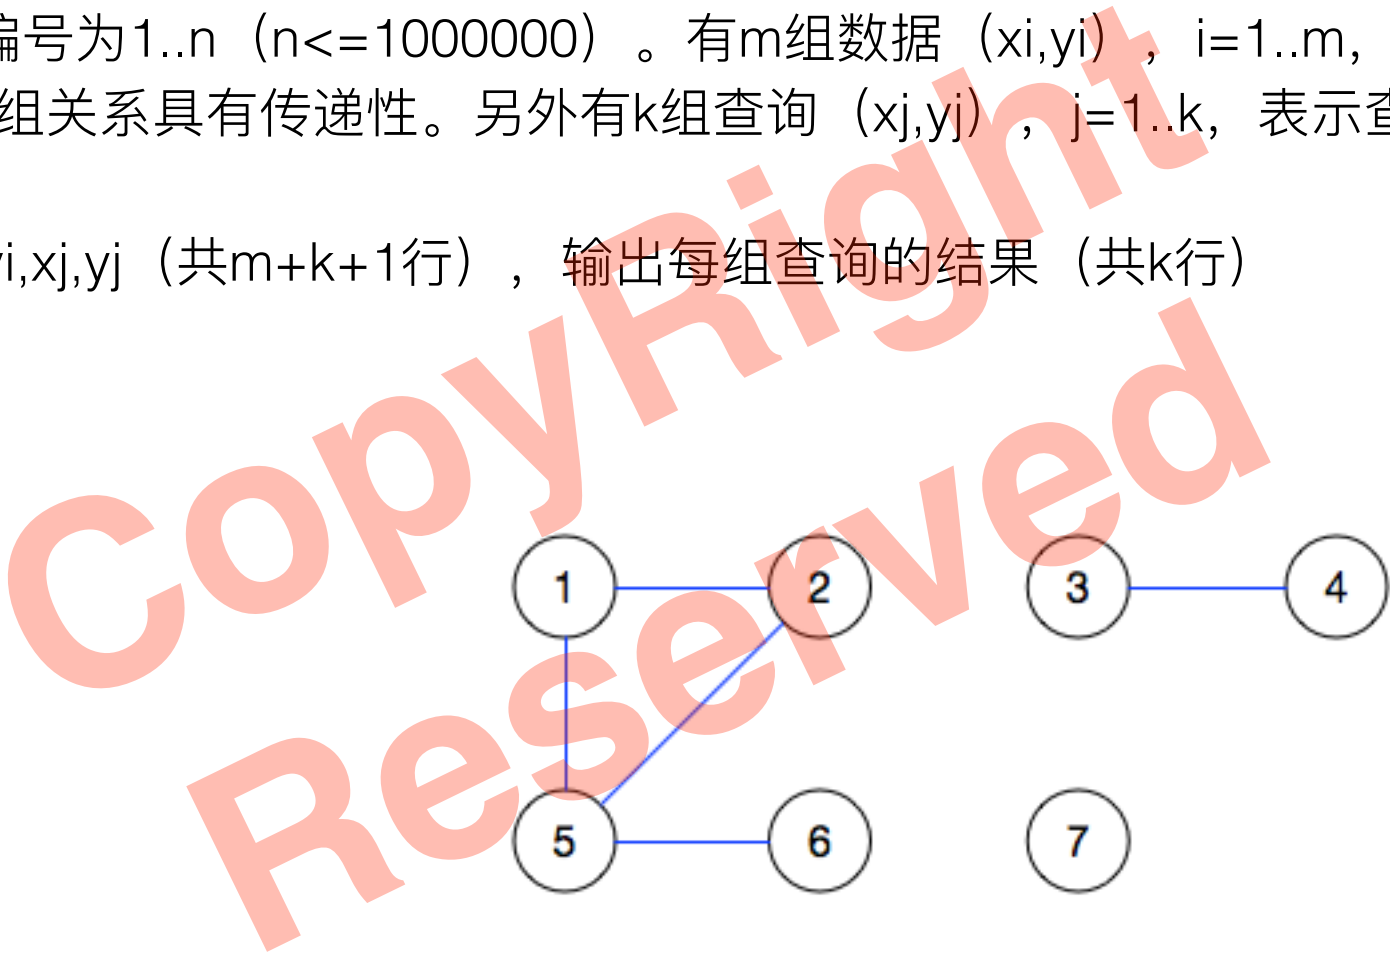 编号为1..n（n<=1000000）。有m组数据（xi,yi），i=1..m，
组关系具有传递性。另外有k组查询（xj,yj），j=1..k，表示查
yi,xj,yj（共m+k+1行），输出每组查询的结果（共k行）
CopyRight
Reserved
1 2 3 4
5 6 7